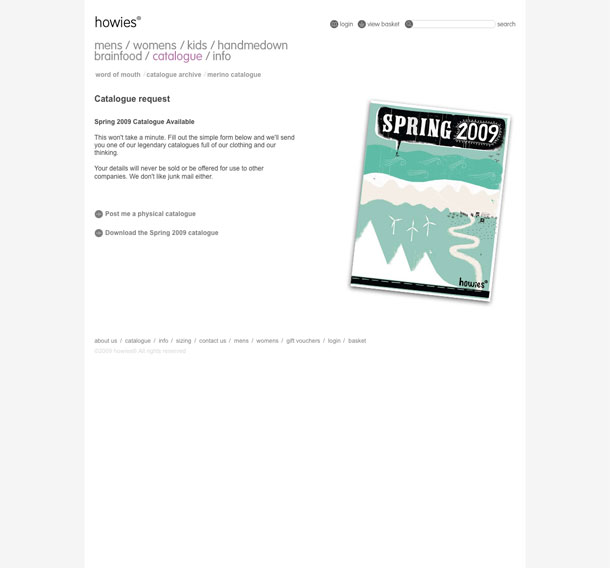 howies®
login view basket search
mens / womens / kids / handmedown
brainfood / catalogue / info
word of mouth / catalogue archive / merino catalogue
Catalogue request
Spring 2009 Catalogue Available
This won't take a minute. Fill out the simple form below and we'll send
you one of our legendary catalogues full of our clothing and our
thinking.
Your details will never be sold or be offered for use to other
companies. We don't like junk mail either.
Post me a physical catalogue
Download the Spring 2009 catalogue
SPRING 2009
howies®
about us / catalogue / info / sizing / contact us / mens / womens / gift vouchers / login / basket
©2009 howies® All rights reserved